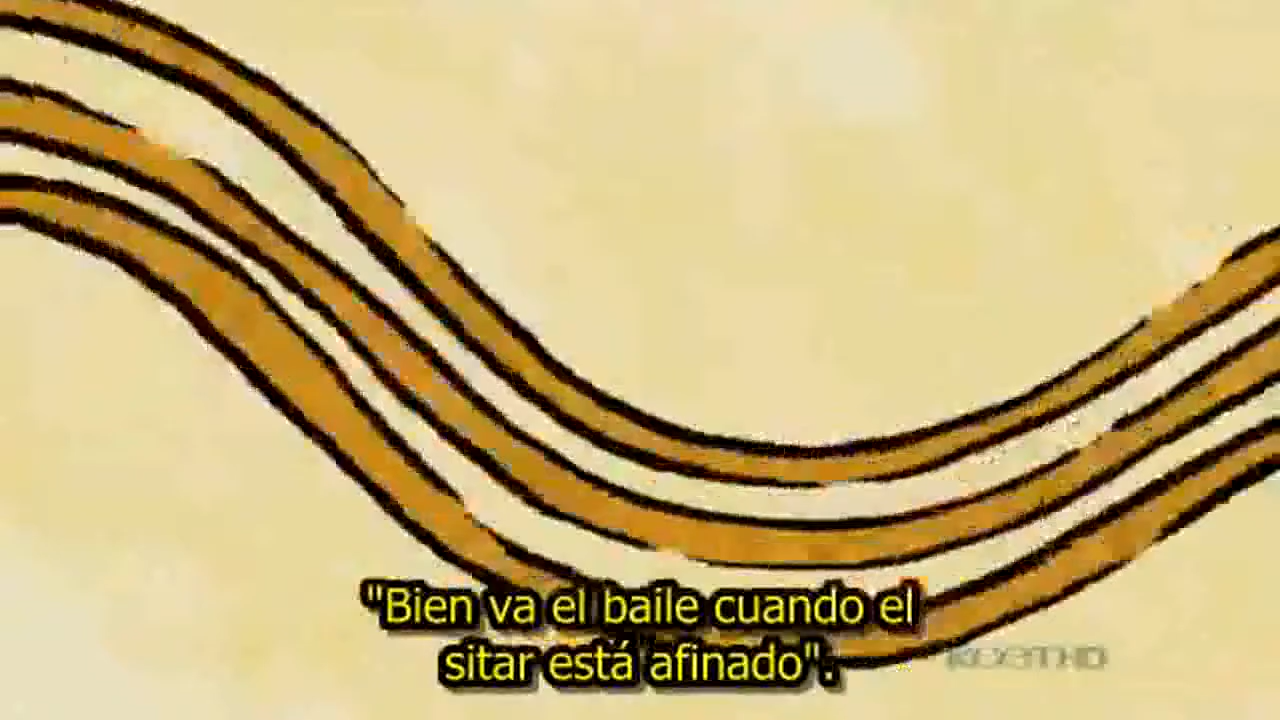 "Bien va el baile cuando el
sitar está afinado".